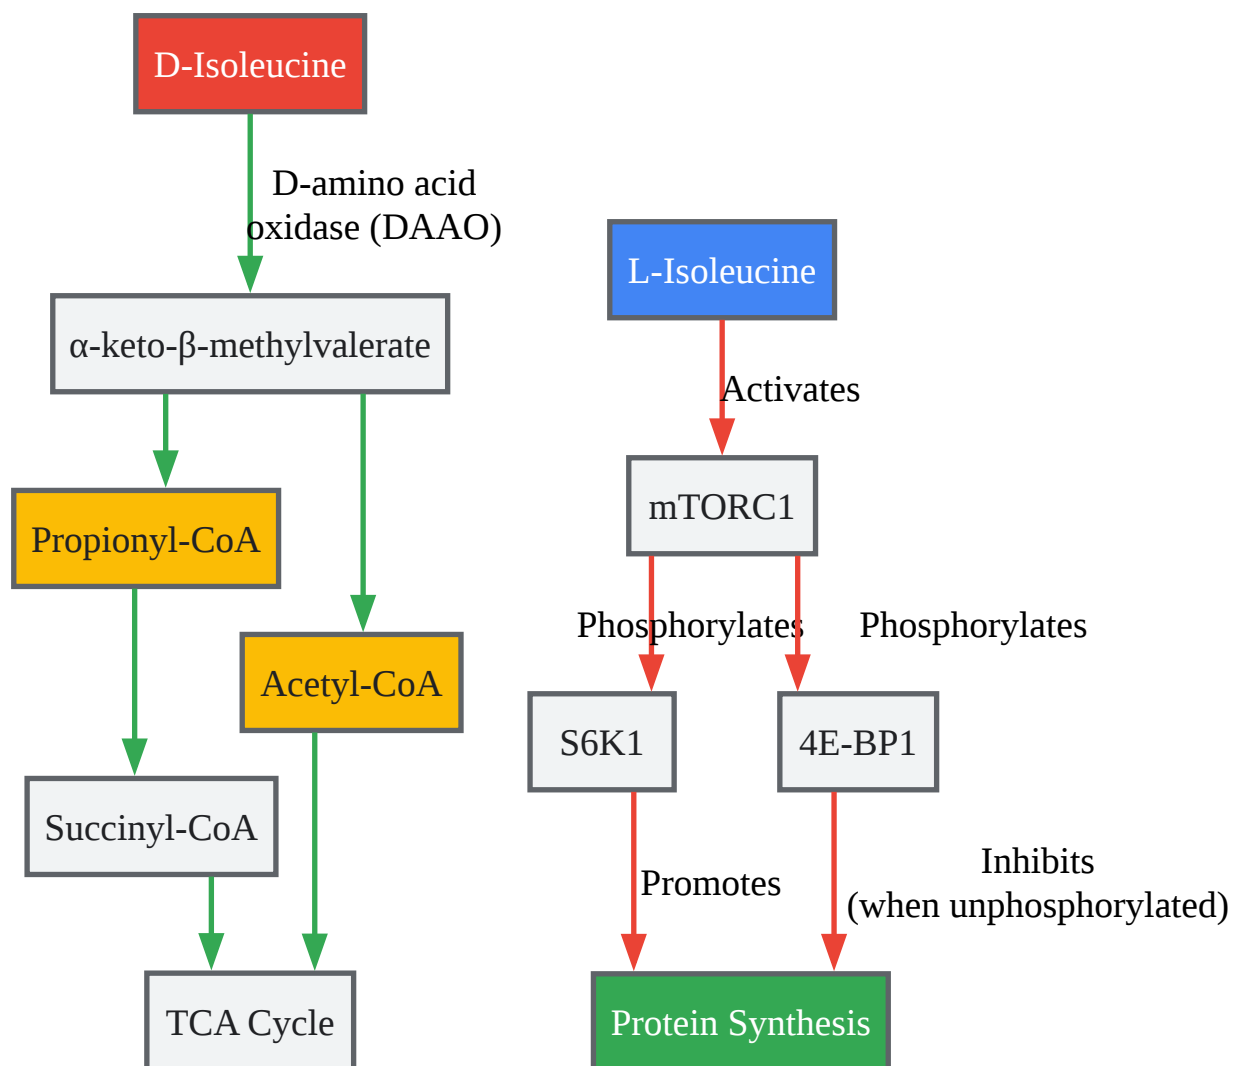 D-Isoleucine
D-amino acid
oxidase (DAAO)
α-keto-β-methylvalerate
Propionyl-CoA
Acetyl-CoA
Succinyl-CoA
TCA Cycle
L-Isoleucine
Activates
mTORC1
Phosphorylates
Phosphorylates
S6K1
4E-BP1
Promotes
Inhibits
(when unphosphorylated)
Protein Synthesis